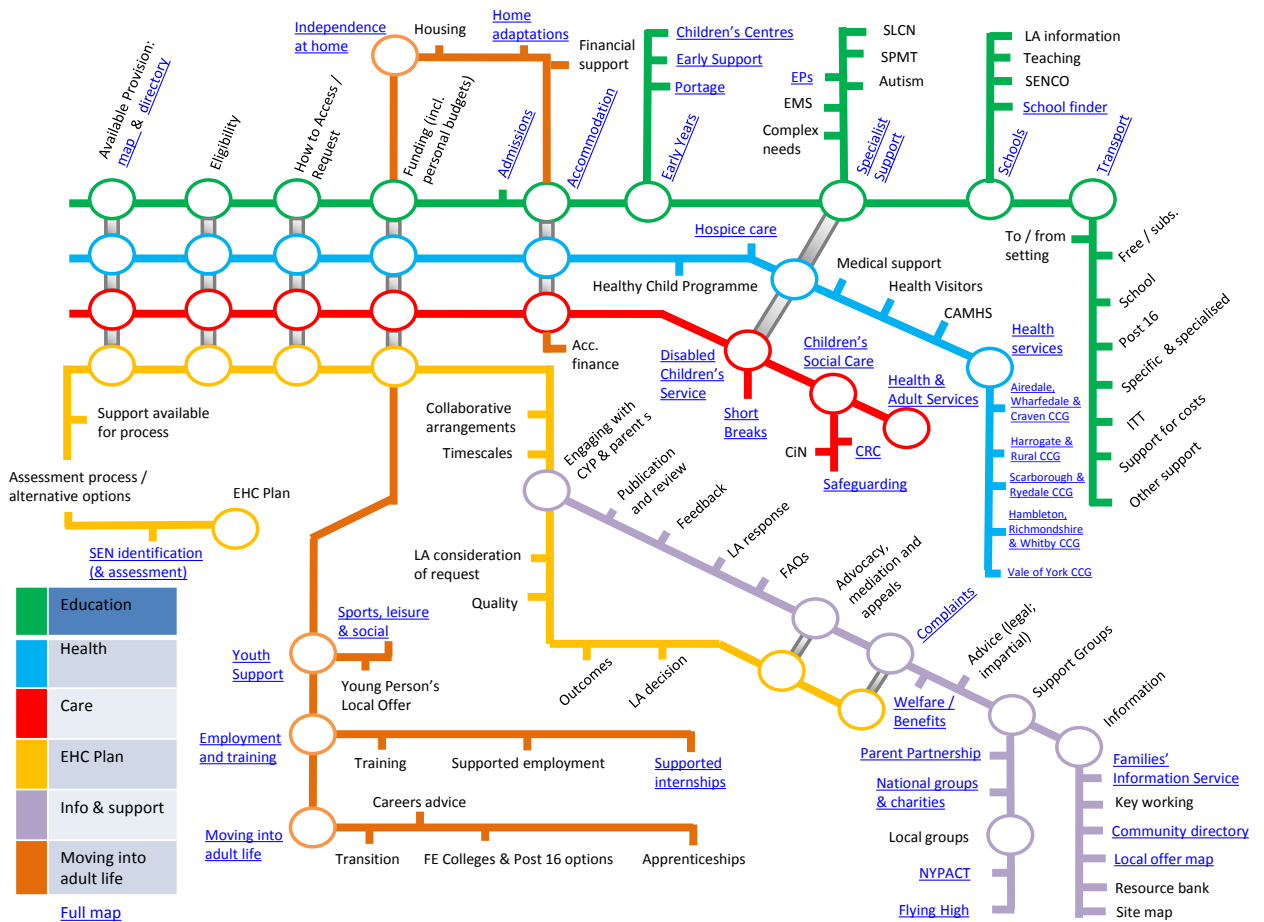 Independence
at home
Housing
Home
adaptations
Financial
support
Children's Centres
Early Support
Portage
SLCN
SPMT
EPs
Autism
EMS
Complex
needs
LA information
Teaching
SENCO
School finder
Available Provision:
map & directory
Eligibility
How to Access /
Request
Funding (incl.
personal budgets)
Admissions
Accommodation
Early Years
Specialist
Support
Schools
Transport
To / from
setting
Free / subs.
School
Post 16
Specific & specialised
ITT
Support for costs
Other support
Hospice care
Healthy Child Programme
Medical support
Health Visitors
CAMHS
Health
services
Airedale,
Wharfedale &
Craven CCG
Harrogate &
Rural CCG
Scarborough &
Ryedale CCG
Hambleton,
Richmondshire
& Whitby CCG
Vale of York CCG
Acc.
finance
Disabled
Children's
Service
Short
Breaks
Children's
Social Care
Health &
Adult Services
CiN
CRC
Safeguarding
Support available
for process
Assessment process /
alternative options
EHC Plan
SEN identification
(& assessment)
Collaborative
arrangements
Timescales
Engaging with
CYP & parent s
Publication
and review
Feedback
LA response
FAQs
Advocacy,
mediation and
appeals
Complaints
Advice (legal;
impartial)
Support Groups
Information
LA consideration
of request
Quality
Outcomes
LA decision
Welfare /
Benefits
Parent Partnership
National groups
& charities
Local groups
NYPACT
Flying High
Families'
Information Service
Key working
Community directory
Local offer map
Resource bank
Site map
Sports, leisure
& social
Youth
Support
Young Person's
Local Offer
Employment
and training
Training
Supported employment
Supported
internships
Careers advice
Moving into
adult life
Transition
FE Colleges & Post 16 options
Apprenticeships
Education
Health
Care
EHC Plan
Info & support
Moving into
adult life
Full map